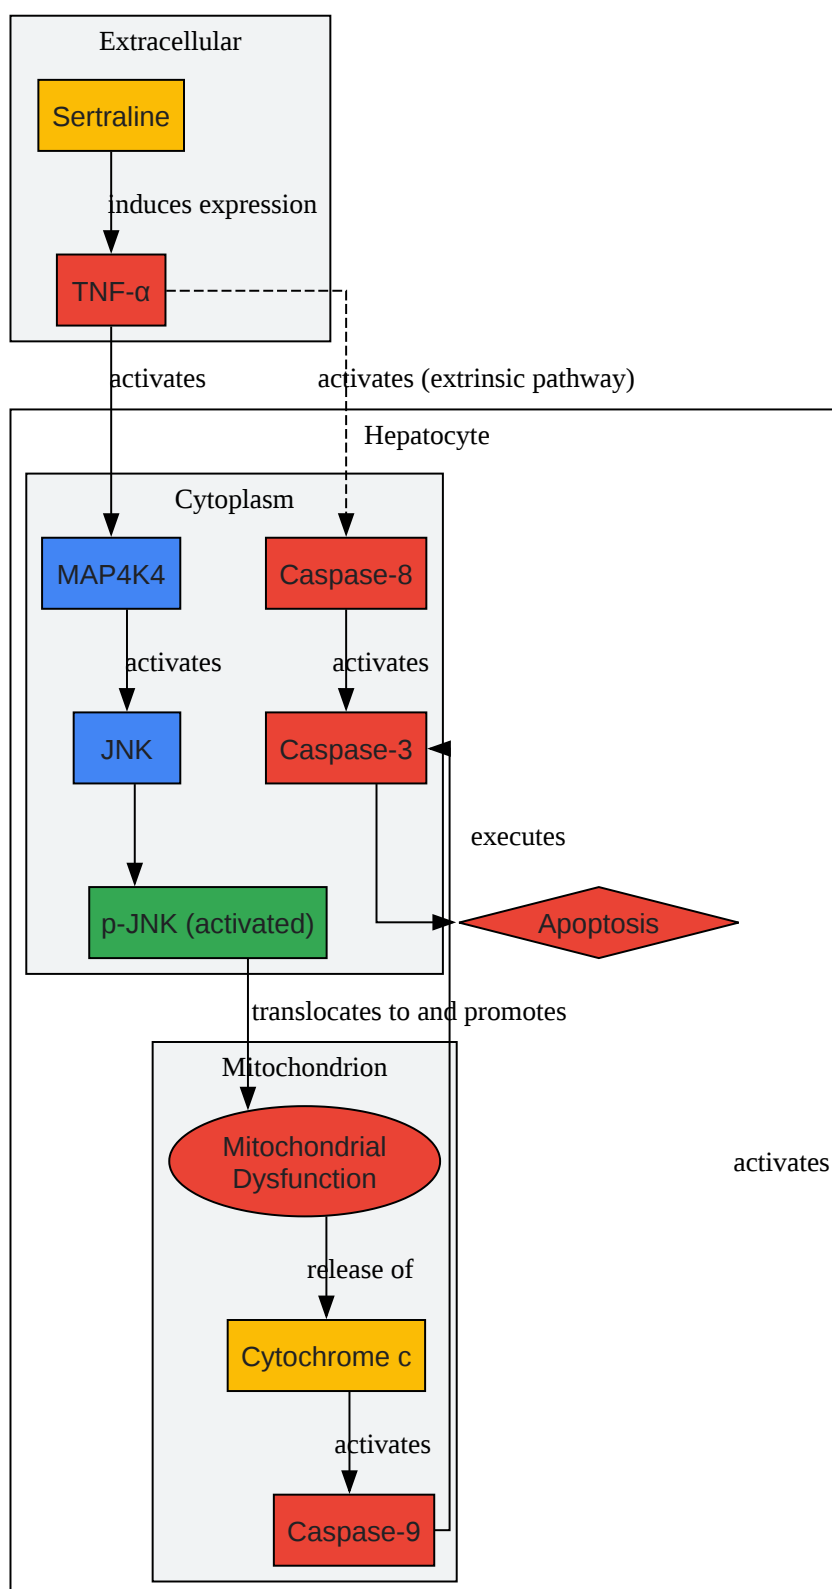 Extracellular
Sertraline
induces expression
TNF-α
activates
activates (extrinsic pathway)
Hepatocyte
Cytoplasm
MAP4K4
Caspase-8
activates
activates
JNK
Caspase-3
executes
p-JNK (activated)
Apoptosis
translocates to and promotes
Mitochondrion
Mitochondrial
Dysfunction
activates
release of
Cytochrome c
activates
Caspase-9